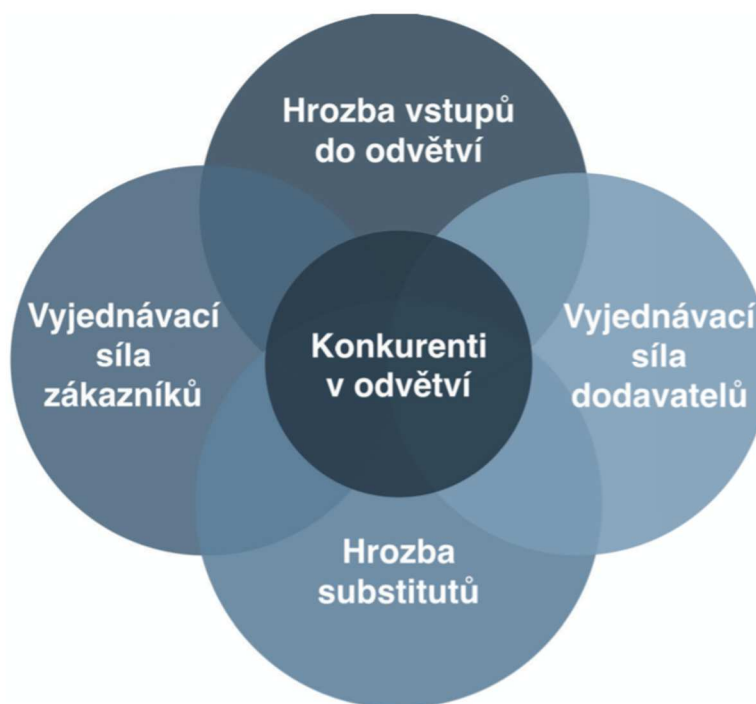 Hrozba vstupů
do odvětví
Vyjednávací
síla
zákazníků
Konkurenti
v odvětví
Vyjednávací
síla
dodavatelů
Hrozba
substitutů